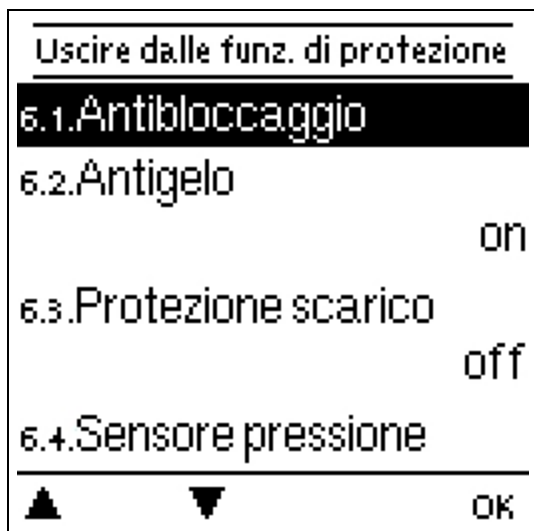 Uscire dalle funz. di protezione
6.1.Antibloccaggio
6.2.Antigelo
on
6.3.Protezione scarico
off
6.4.Sensore pressione
▲ ▼ OK